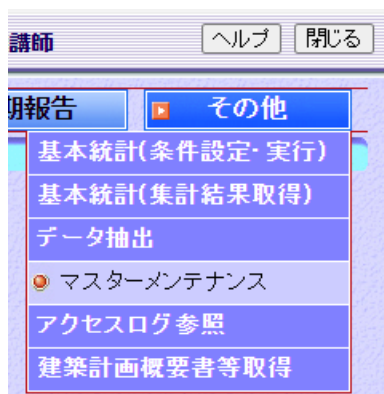 講師 ヘルプ 閉じる
期報告 その他
基本統計(条件設定・実行)
基本統計(集計結果取得)
データ抽出
マスターメンテナンス
アクセスログ参照
建築計画概要書等取得